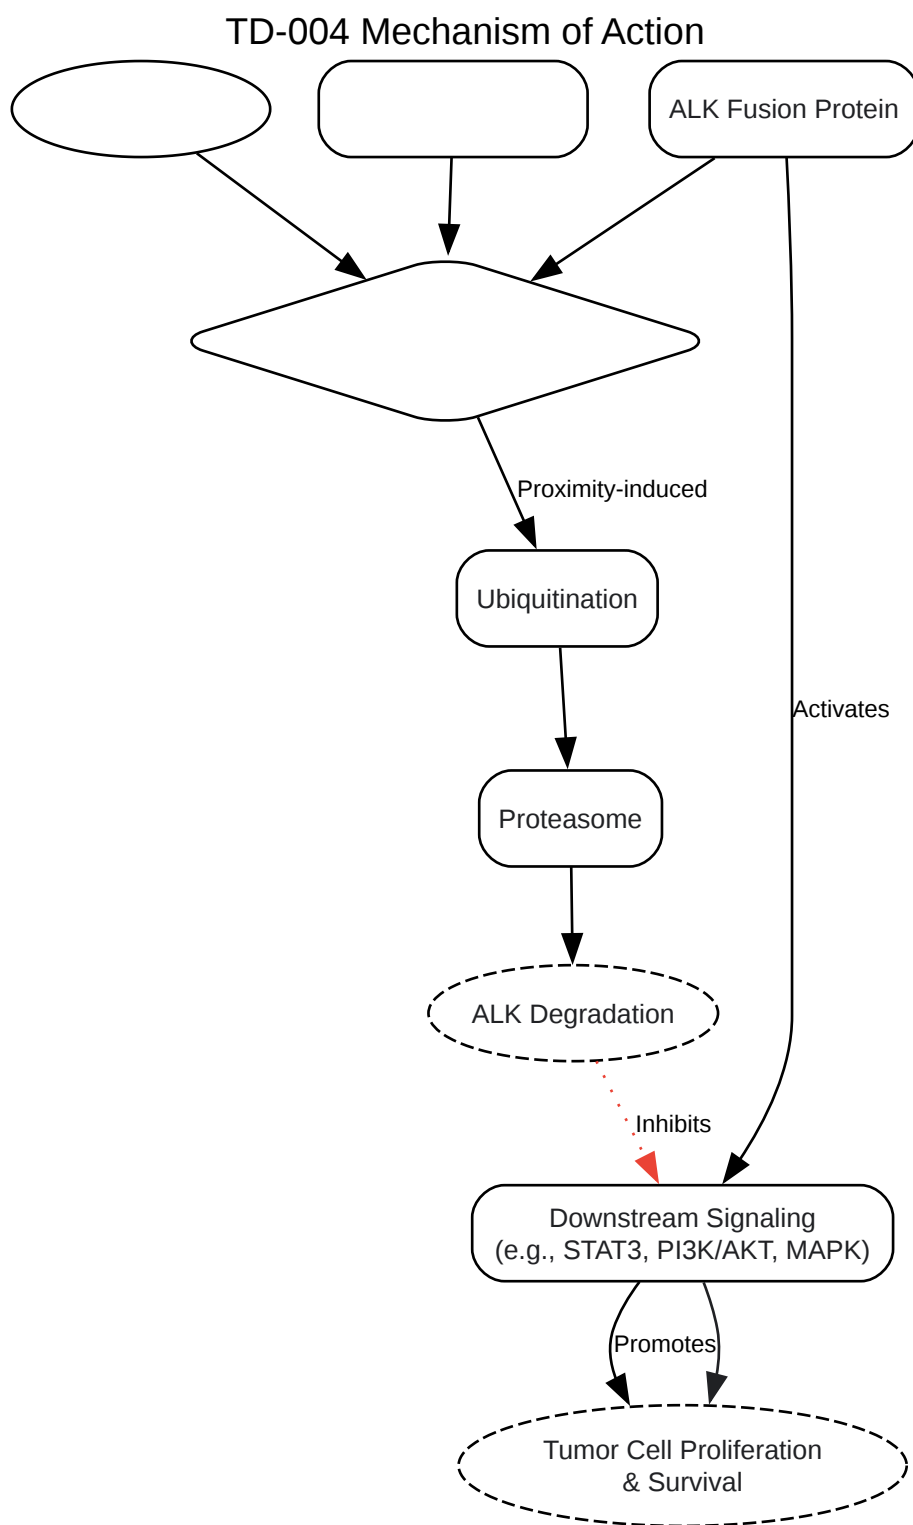 TD-004 Mechanism of Action
ALK Fusion Protein
Proximity-induced
Ubiquitination
Activates
Proteasome
ALK Degradation
Inhibits
Downstream Signaling
(e.g., STAT3, PI3K/AKT, MAPK)
Promotes
Tumor Cell Proliferation
& Survival